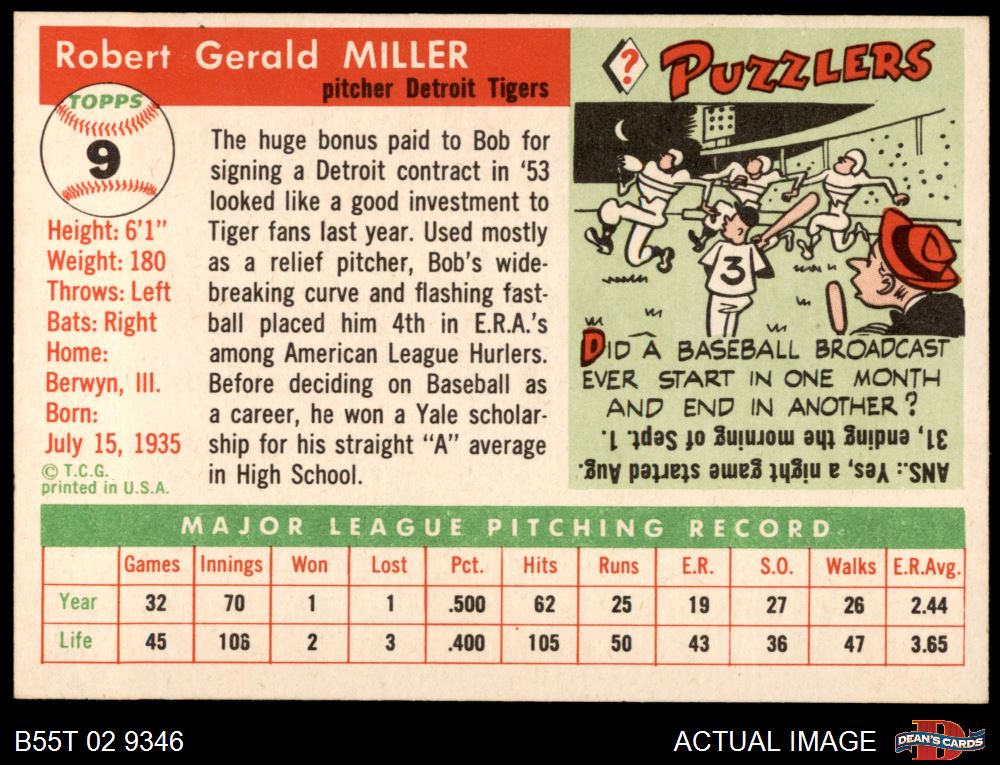 Robert Gerald MILLER
pitcher Detroit Tigers
TOPPS
9
Height: 6'1"
Weight: 180
Throws: Left
Bats: Right
Home:
Berwyn, Ill.
Born:
July 15, 1935
© T.C.G.
printed in U.S.A.
The huge bonus paid to Bob for
signing a Detroit contract in '53
looked like a good investment to
Tiger fans last year. Used mostly
as a relief pitcher, Bob's wide-
breaking curve and flashing fast-
ball placed him 4th in E.R.A.'s
among American League Hurlers.
Before deciding on Baseball as
a career, he won a Yale scholar-
ship for his straight "A" average
in High School.
? PUZZLERS
3
DID A BASEBALL BROADCAST
EVER START IN ONE MONTH
AND END IN ANOTHER?
ANS.: Yes, a night game started Aug.
31, ending the morning of Sept. 1.
MAJOR LEAGUE PITCHING RECORD
Games Innings Won Lost Pct. Hits Runs E.R. S.O. Walks E.R.Avg.
Year 32 70 1 1 .500 62 25 19 27 26 2.44
Life 45 106 2 3 .400 105 50 43 36 47 3.65
B55T 02 9346
ACTUAL IMAGE
DEAN'S CARDS